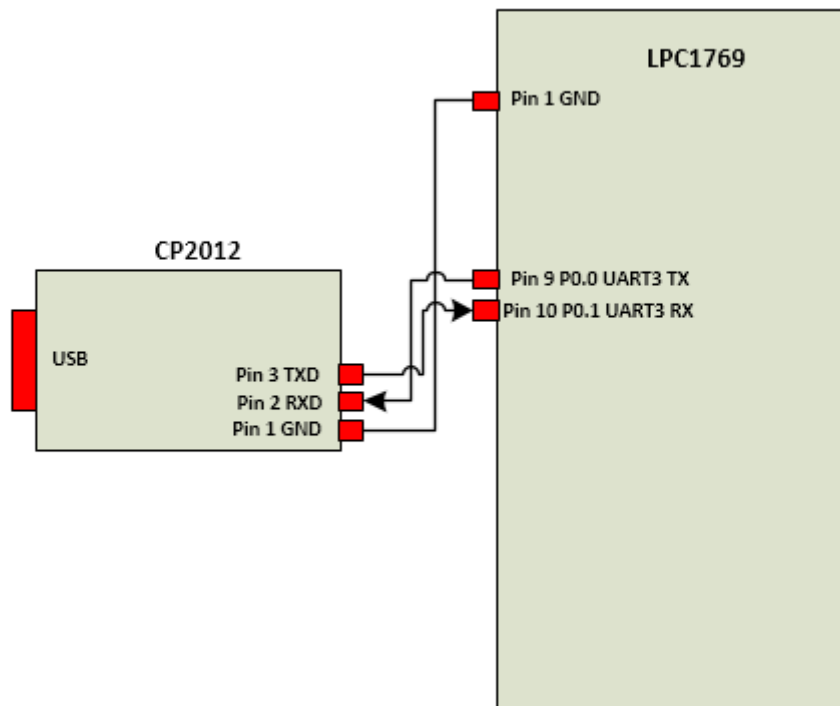 LPC1769
Pin 1 GND
CP2012
Pin 9 P0.0 UART3 TX
Pin 10 P0.1 UART3 RX
USB
Pin 3 TXD
Pin 2 RXD
Pin 1 GND